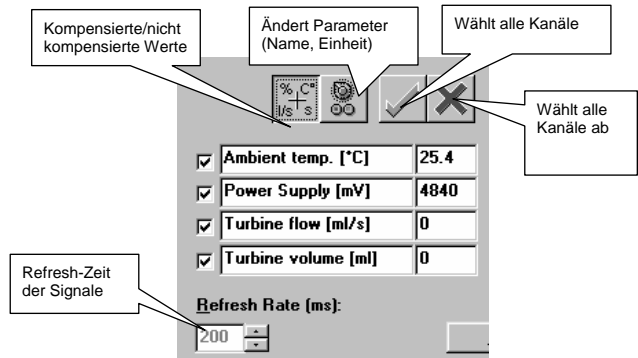 Kompensierte/nicht
kompensierte Werte
Ändert Parameter
(Name, Einheit)
Wählt alle Kanäle
Wählt alle
Kanäle ab
% C°
l/s s
Ambient temp. [°C] 25.4
Power Supply [mV] 4840
Turbine flow [ml/s] 0
Turbine volume [ml] 0
Refresh-Zeit
der Signale
Refresh Rate (ms):
200